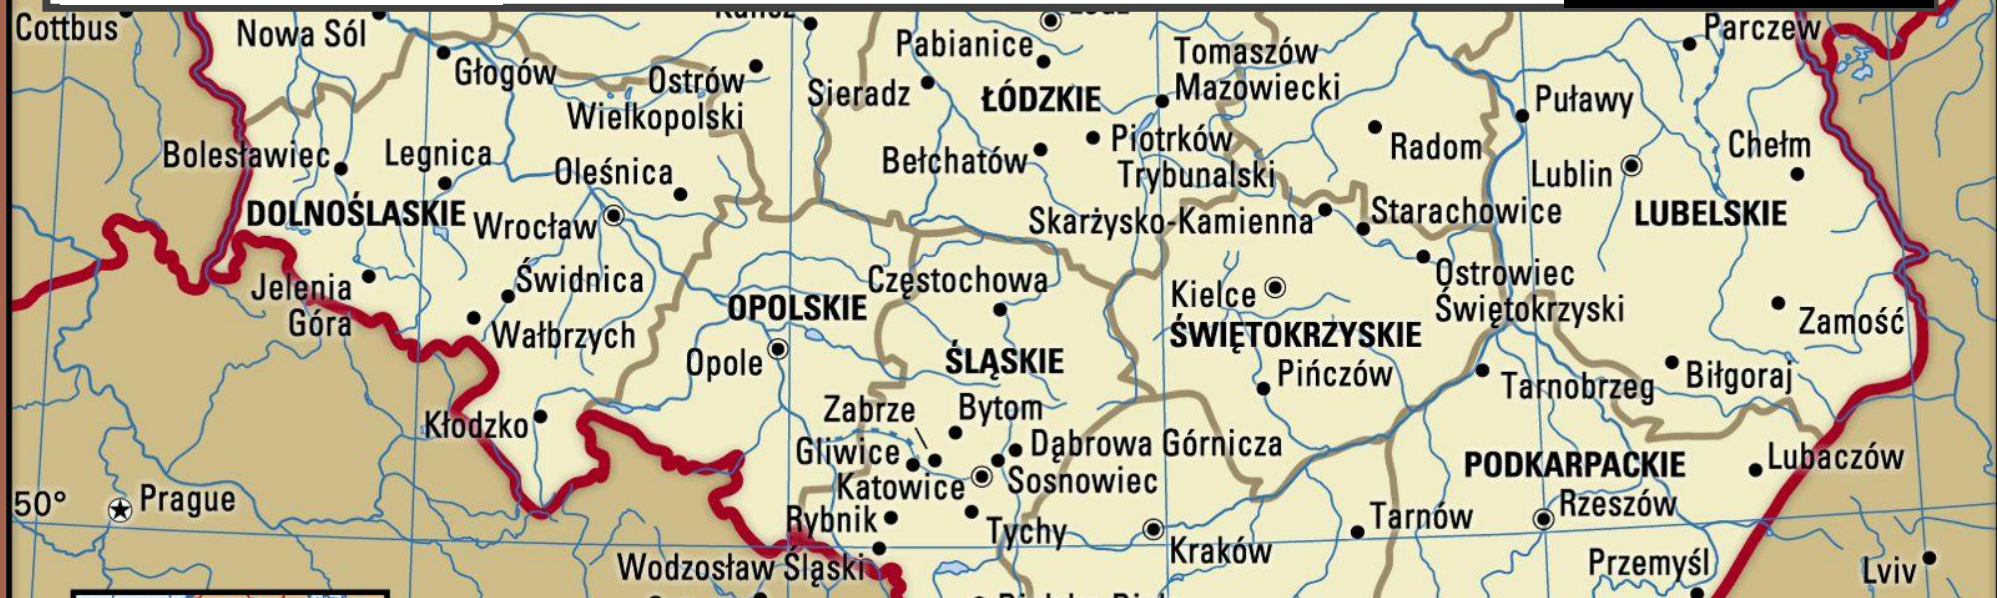 Cottbus
Nowa Sól
Parczew
Pabianice
Głogów
Tomaszów
Mazowiecki
Ostrów
Wielkopolski
Sieradz
ŁÓDZKIE
Puławy
Bolesławiec
Legnica
Oleśnica
Bełchatów
Piotrków
Trybunalski
Radom
Lublin
Chełm
DOLNOŚLASKIE
Wrocław
Skarżysko-Kamienna
Starachowice
LUBELSKIE
Jelenia
Góra
Świdnica
Wałbrzych
OPOLSKIE
Częstochowa
Kielce
ŚWIĘTOKRZYSKIE
Ostrowiec
Świętokrzyski
Zamość
Opole
ŚLĄSKIE
Pińczów
Tarnobrzeg
Biłgoraj
Kłodzko
Zabrze
Bytom
Gliwice
Dąbrowa Górnicza
Katowice
Sosnowiec
PODKARPACKIE
Lubaczów
50°
Prague
Rybnik
Tychy
Kraków
Tarnów
Rzeszów
Wodzosław Śląski
Przemyśl
Lviv